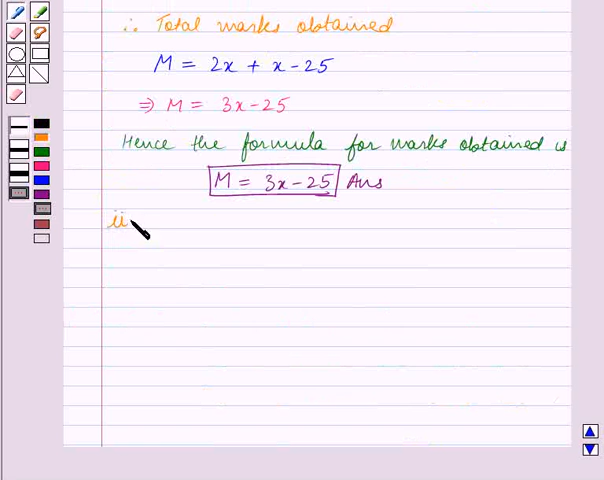 ∴ Total marks obtained
M = 2x + x - 25
⇒ M = 3x - 25
Hence the formula for marks obtained is
M = 3x - 25 Ans
ii